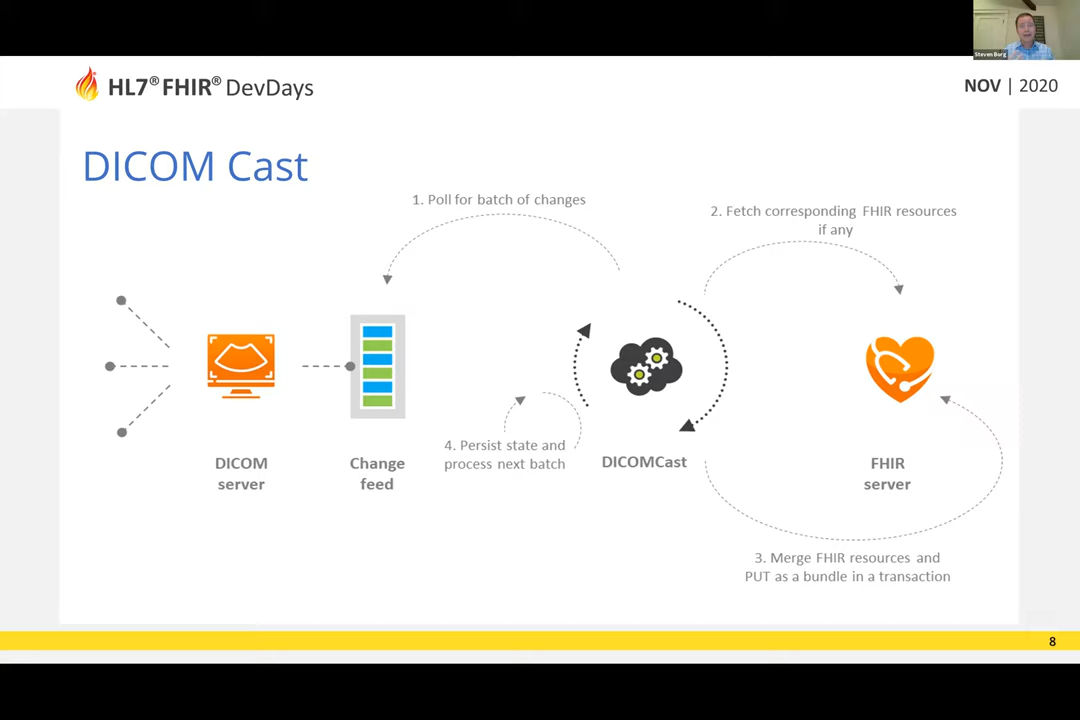 Steven Borg
HL7® FHIR® DevDays
NOV | 2020
DICOM Cast
1. Poll for batch of changes
2. Fetch corresponding FHIR resources
if any
4. Persist state and
process next batch
DICOM
server
Change
feed
DICOMCast
FHIR
server
3. Merge FHIR resources and
PUT as a bundle in a transaction
8